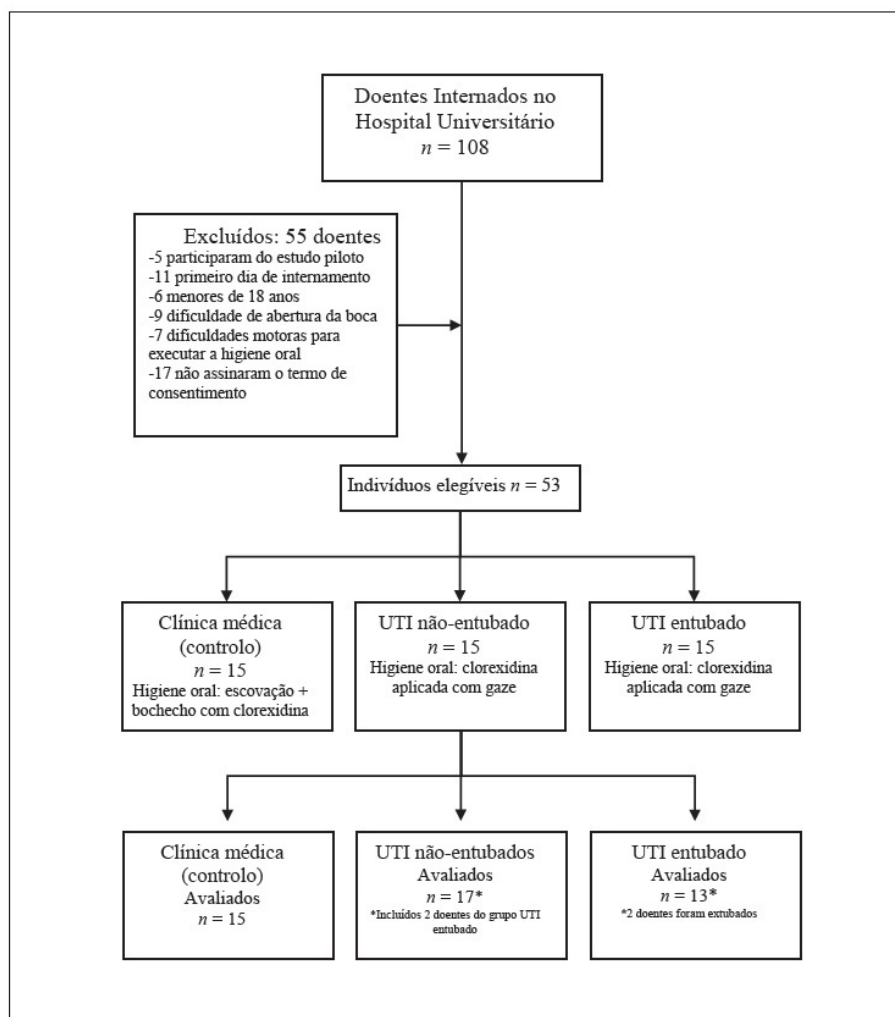 Doentes Internados no
Hospital Universitário
n = 108
Excluídos: 55 doentes
-5 participaram do estudo piloto
-11 primeiro dia de internamento
-6 menores de 18 anos
-9 dificuldade de abertura da boca
-7 dificuldades motoras para
executar a higiene oral
-17 não assinaram o termo de
consentimento
Indivíduos elegíveis n = 53
Clínica médica
(controlo)
n = 15
Higiene oral: escovação +
bochecho com clorexidina
UTI não-entubado
n = 15
Higiene oral: clorexidina
aplicada com gaze
UTI entubado
n = 15
Higiene oral: clorexidina
aplicada com gaze
Clínica médica
(controlo)
Avaliados
n = 15
UTI não-entubados
Avaliados
n = 17*
*Incluídos 2 doentes do grupo UTI
entubado
UTI entubado
Avaliados
n = 13*
*2 doentes foram extubados